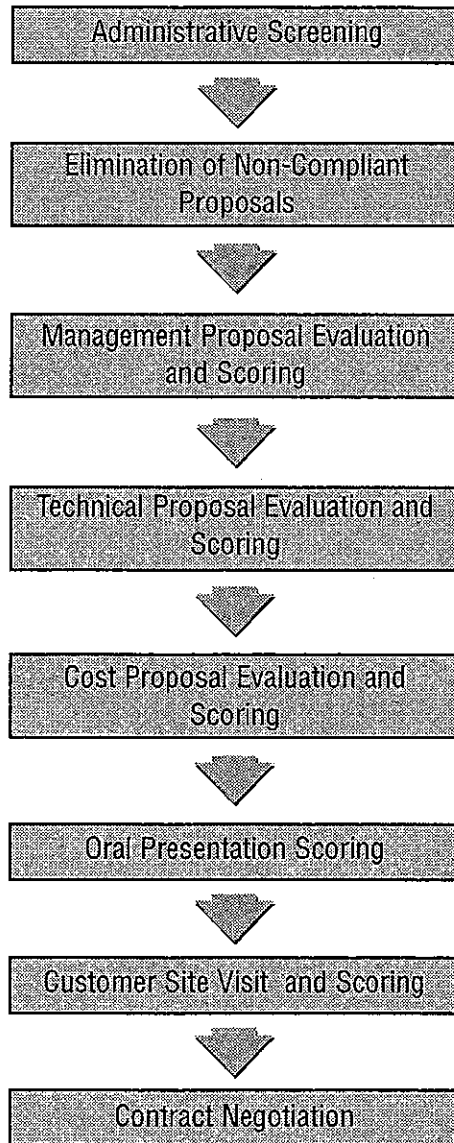 Administrative Screening
Elimination of Non-Compliant
Proposals
Management Proposal Evaluation
and Scoring
Technical Proposal Evaluation and
Scoring
Cost Proposal Evaluation and
Scoring
Oral Presentation Scoring
Customer Site Visit and Scoring
Contract Negotiation